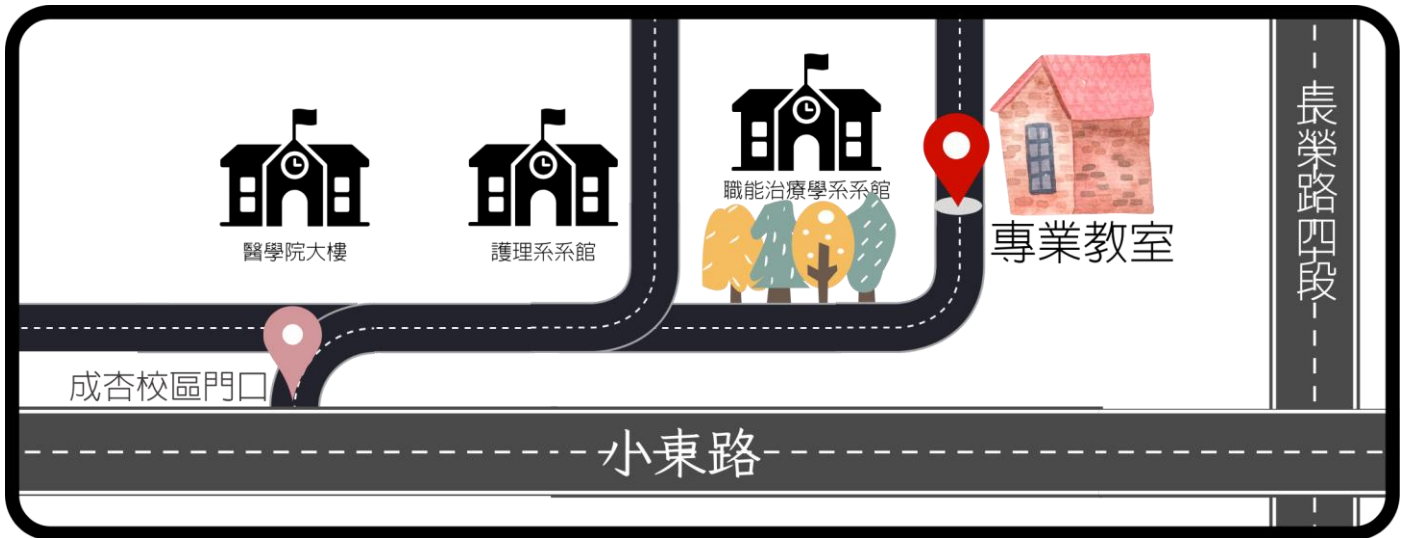 職能治療學系系館
醫學院大樓
護理系系館
專業教室
長榮路四段
成杏校區門口
小東路